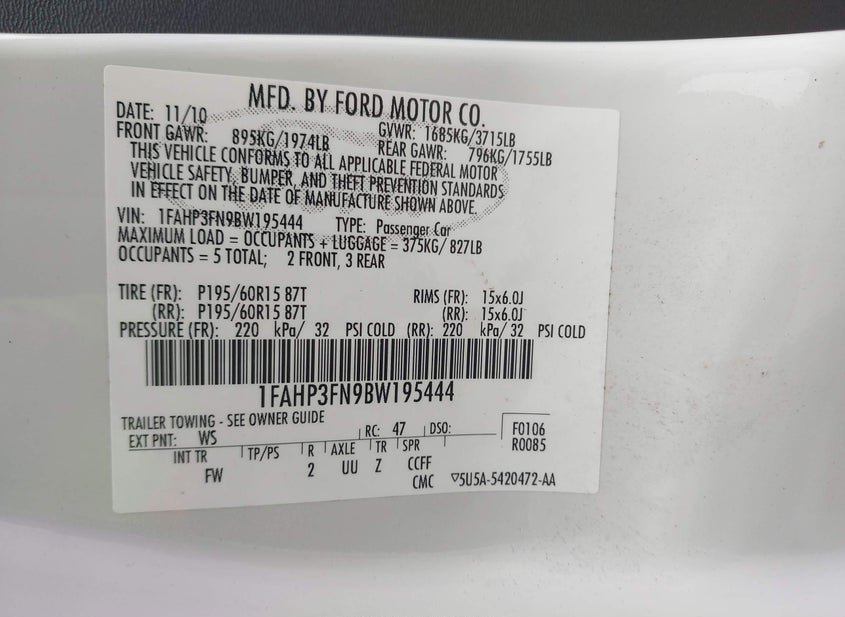 MFD. BY FORD MOTOR CO.
DATE: 11/10 GVWR: 1685KG/3715LB
FRONT GAWR: 895KG/1974LB REAR GAWR: 796KG/1755LB
THIS VEHICLE CONFORMS TO ALL APPLICABLE FEDERAL MOTOR
VEHICLE SAFETY, BUMPER, AND THEFT PREVENTION STANDARDS
IN EFFECT ON THE DATE OF MANUFACTURE SHOWN ABOVE.
VIN: 1FAHP3FN9BW195444 TYPE: Passenger Car
MAXIMUM LOAD = OCCUPANTS + LUGGAGE = 375KG/ 827LB
OCCUPANTS = 5 TOTAL; 2 FRONT, 3 REAR
TIRE (FR): P195/60R15 87T RIMS (FR): 15x6.0J
(RR): P195/60R15 87T (RR): 15x6.0J
PRESSURE (FR): 220 kPa/ 32 PSI COLD (RR): 220 kPa/ 32 PSI COLD
1FAHP3FN9BW195444
TRAILER TOWING - SEE OWNER GUIDE
EXT PNT: WS RC: 47 DSO: F0106
R0085
INT TR TP/PS R AXLE TR SPR
FW 2 UU Z CCFF
CMC ▽5U5A-5420472-AA